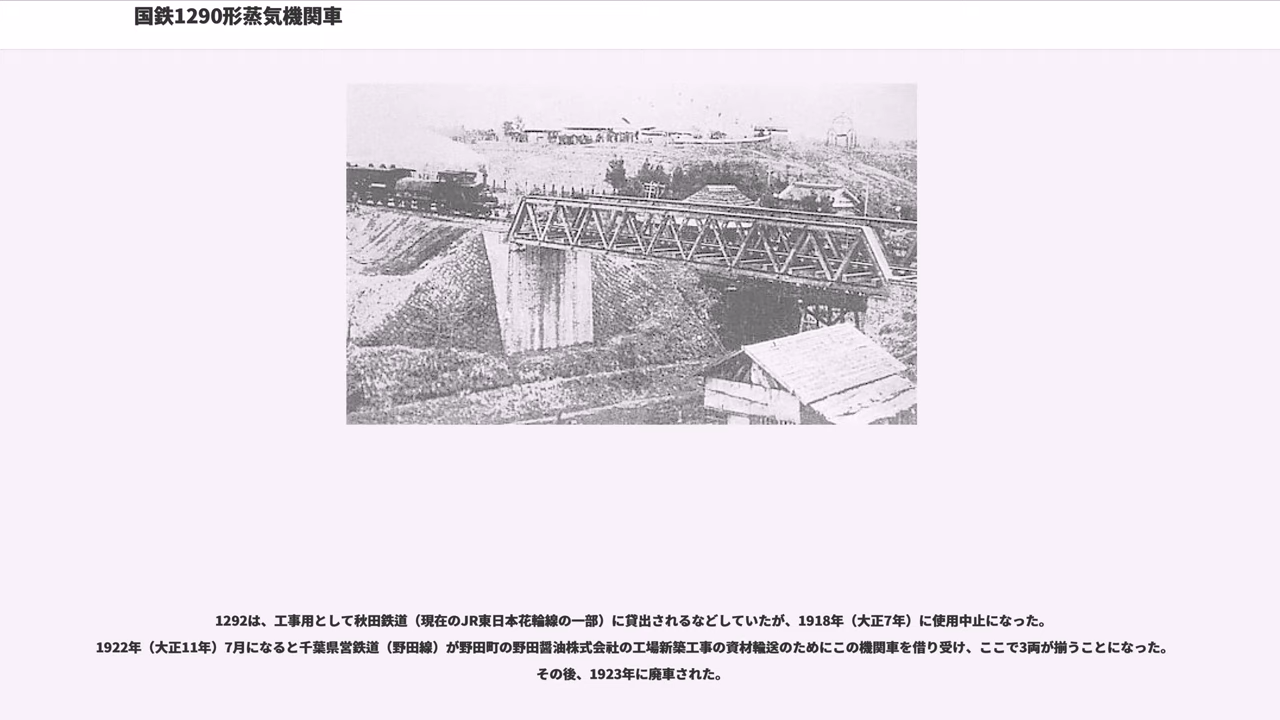 国鉄1290形蒸気機関車
1292は、工事用として秋田鉄道（現在のJR東日本花輪線の一部）に貸出されるなどしていたが、1918年（大正7年）に使用中止になった。
1922年（大正11年）7月になると千葉県営鉄道（野田線）が野田町の野田醤油株式会社の工場新築工事の資材輸送のためにこの機関車を借り受け、ここで3両が揃うことになった。
その後、1923年に廃車された。